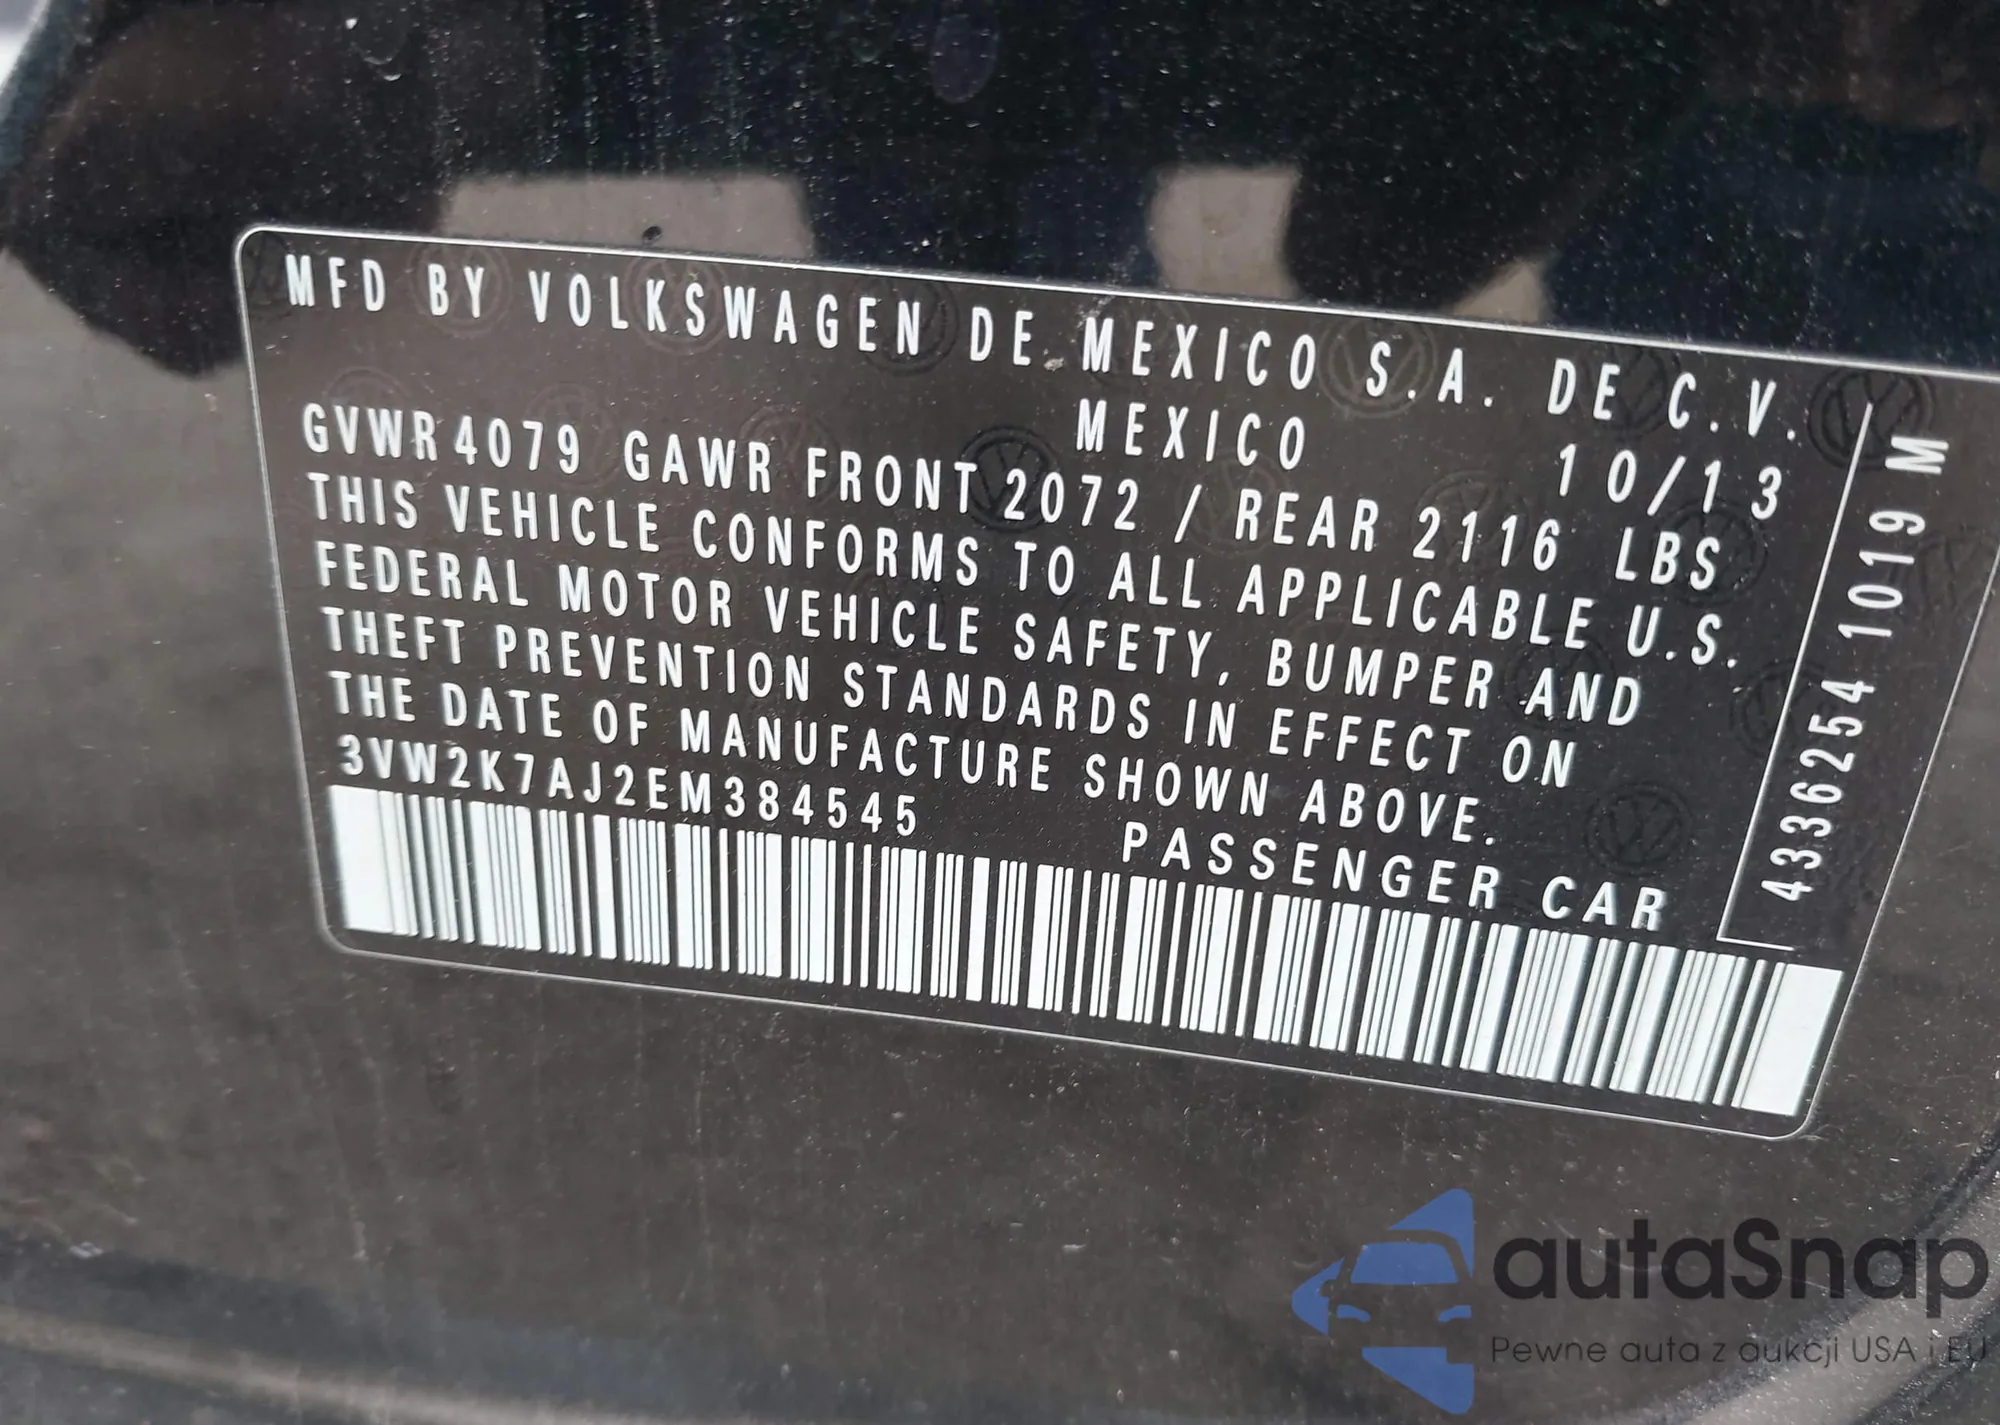 MFD BY VOLKSWAGEN DE MEXICO S.A. DE C.V.
MEXICO 10/13
GVWR 4079 GAWR FRONT 2072 / REAR 2116 LBS
THIS VEHICLE CONFORMS TO ALL APPLICABLE U.S.
FEDERAL MOTOR VEHICLE SAFETY, BUMPER AND
THEFT PREVENTION STANDARDS IN EFFECT ON
THE DATE OF MANUFACTURE SHOWN ABOVE.
3VW2K7AJ2EM384545 PASSENGER CAR
4336254 1019 M
autaSnap
Pewne auta z aukcji USA i EU